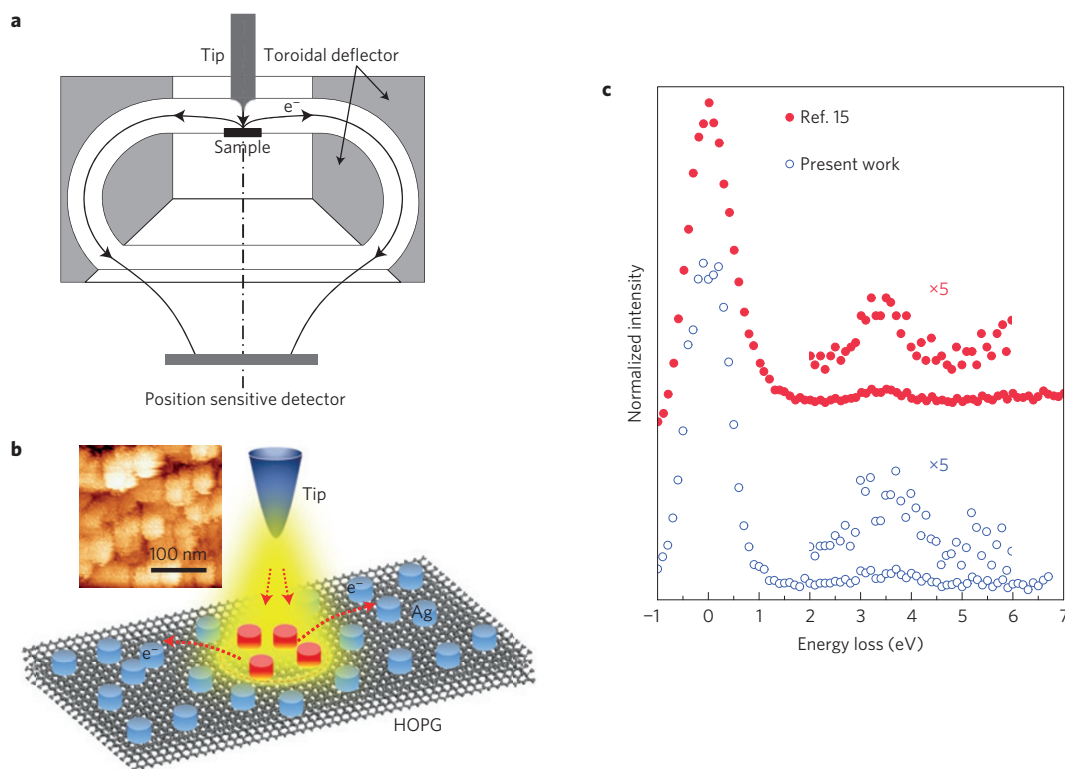 a
Tip
Toroidal deflector
e⁻
Sample
Position sensitive detector
b
100 nm
Tip
e⁻
Ag
e⁻
HOPG
c
Ref. 15
Present work
×5
×5
Normalized intensity
−1 0 1 2 3 4 5 6 7
Energy loss (eV)